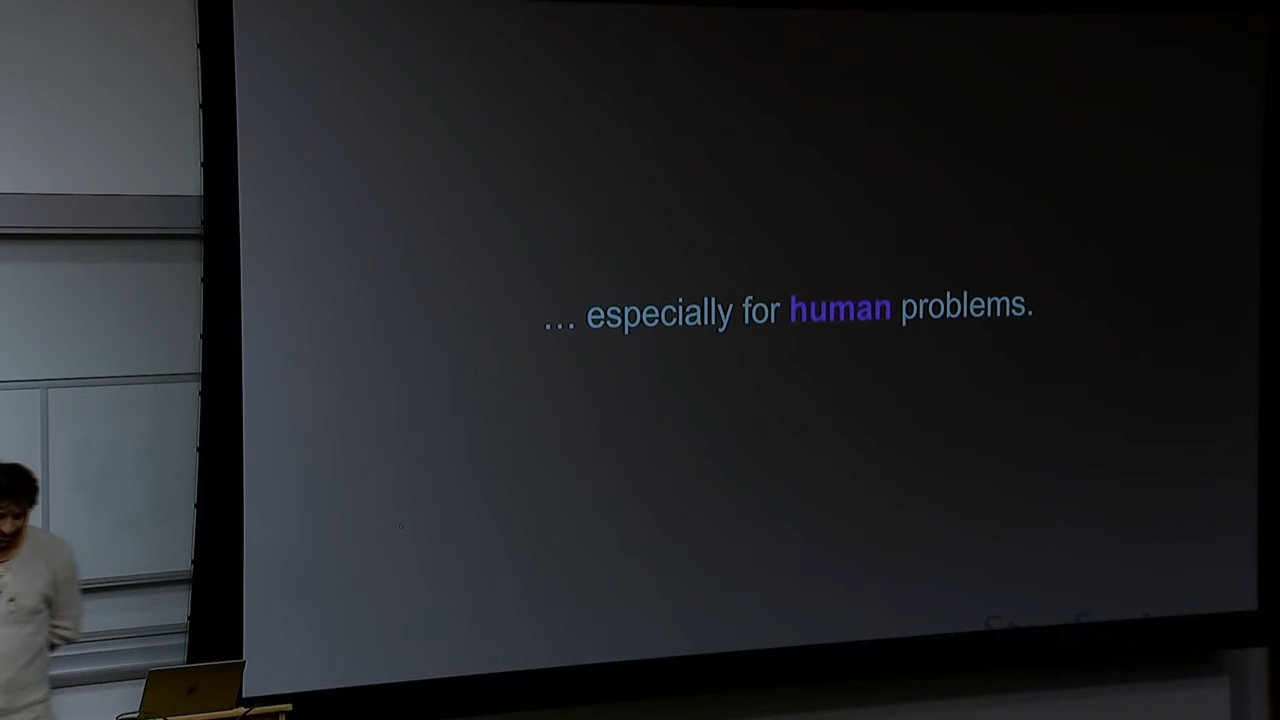 … especially for human problems.